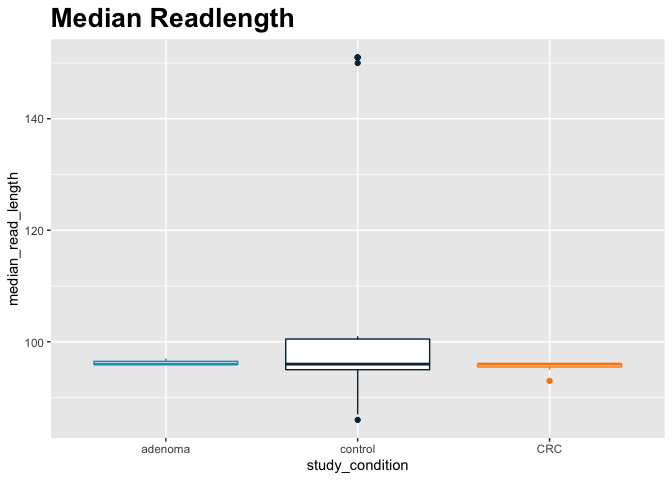 Median Readlength
median_read_length
140
120
100
adenoma
control
CRC
study_condition